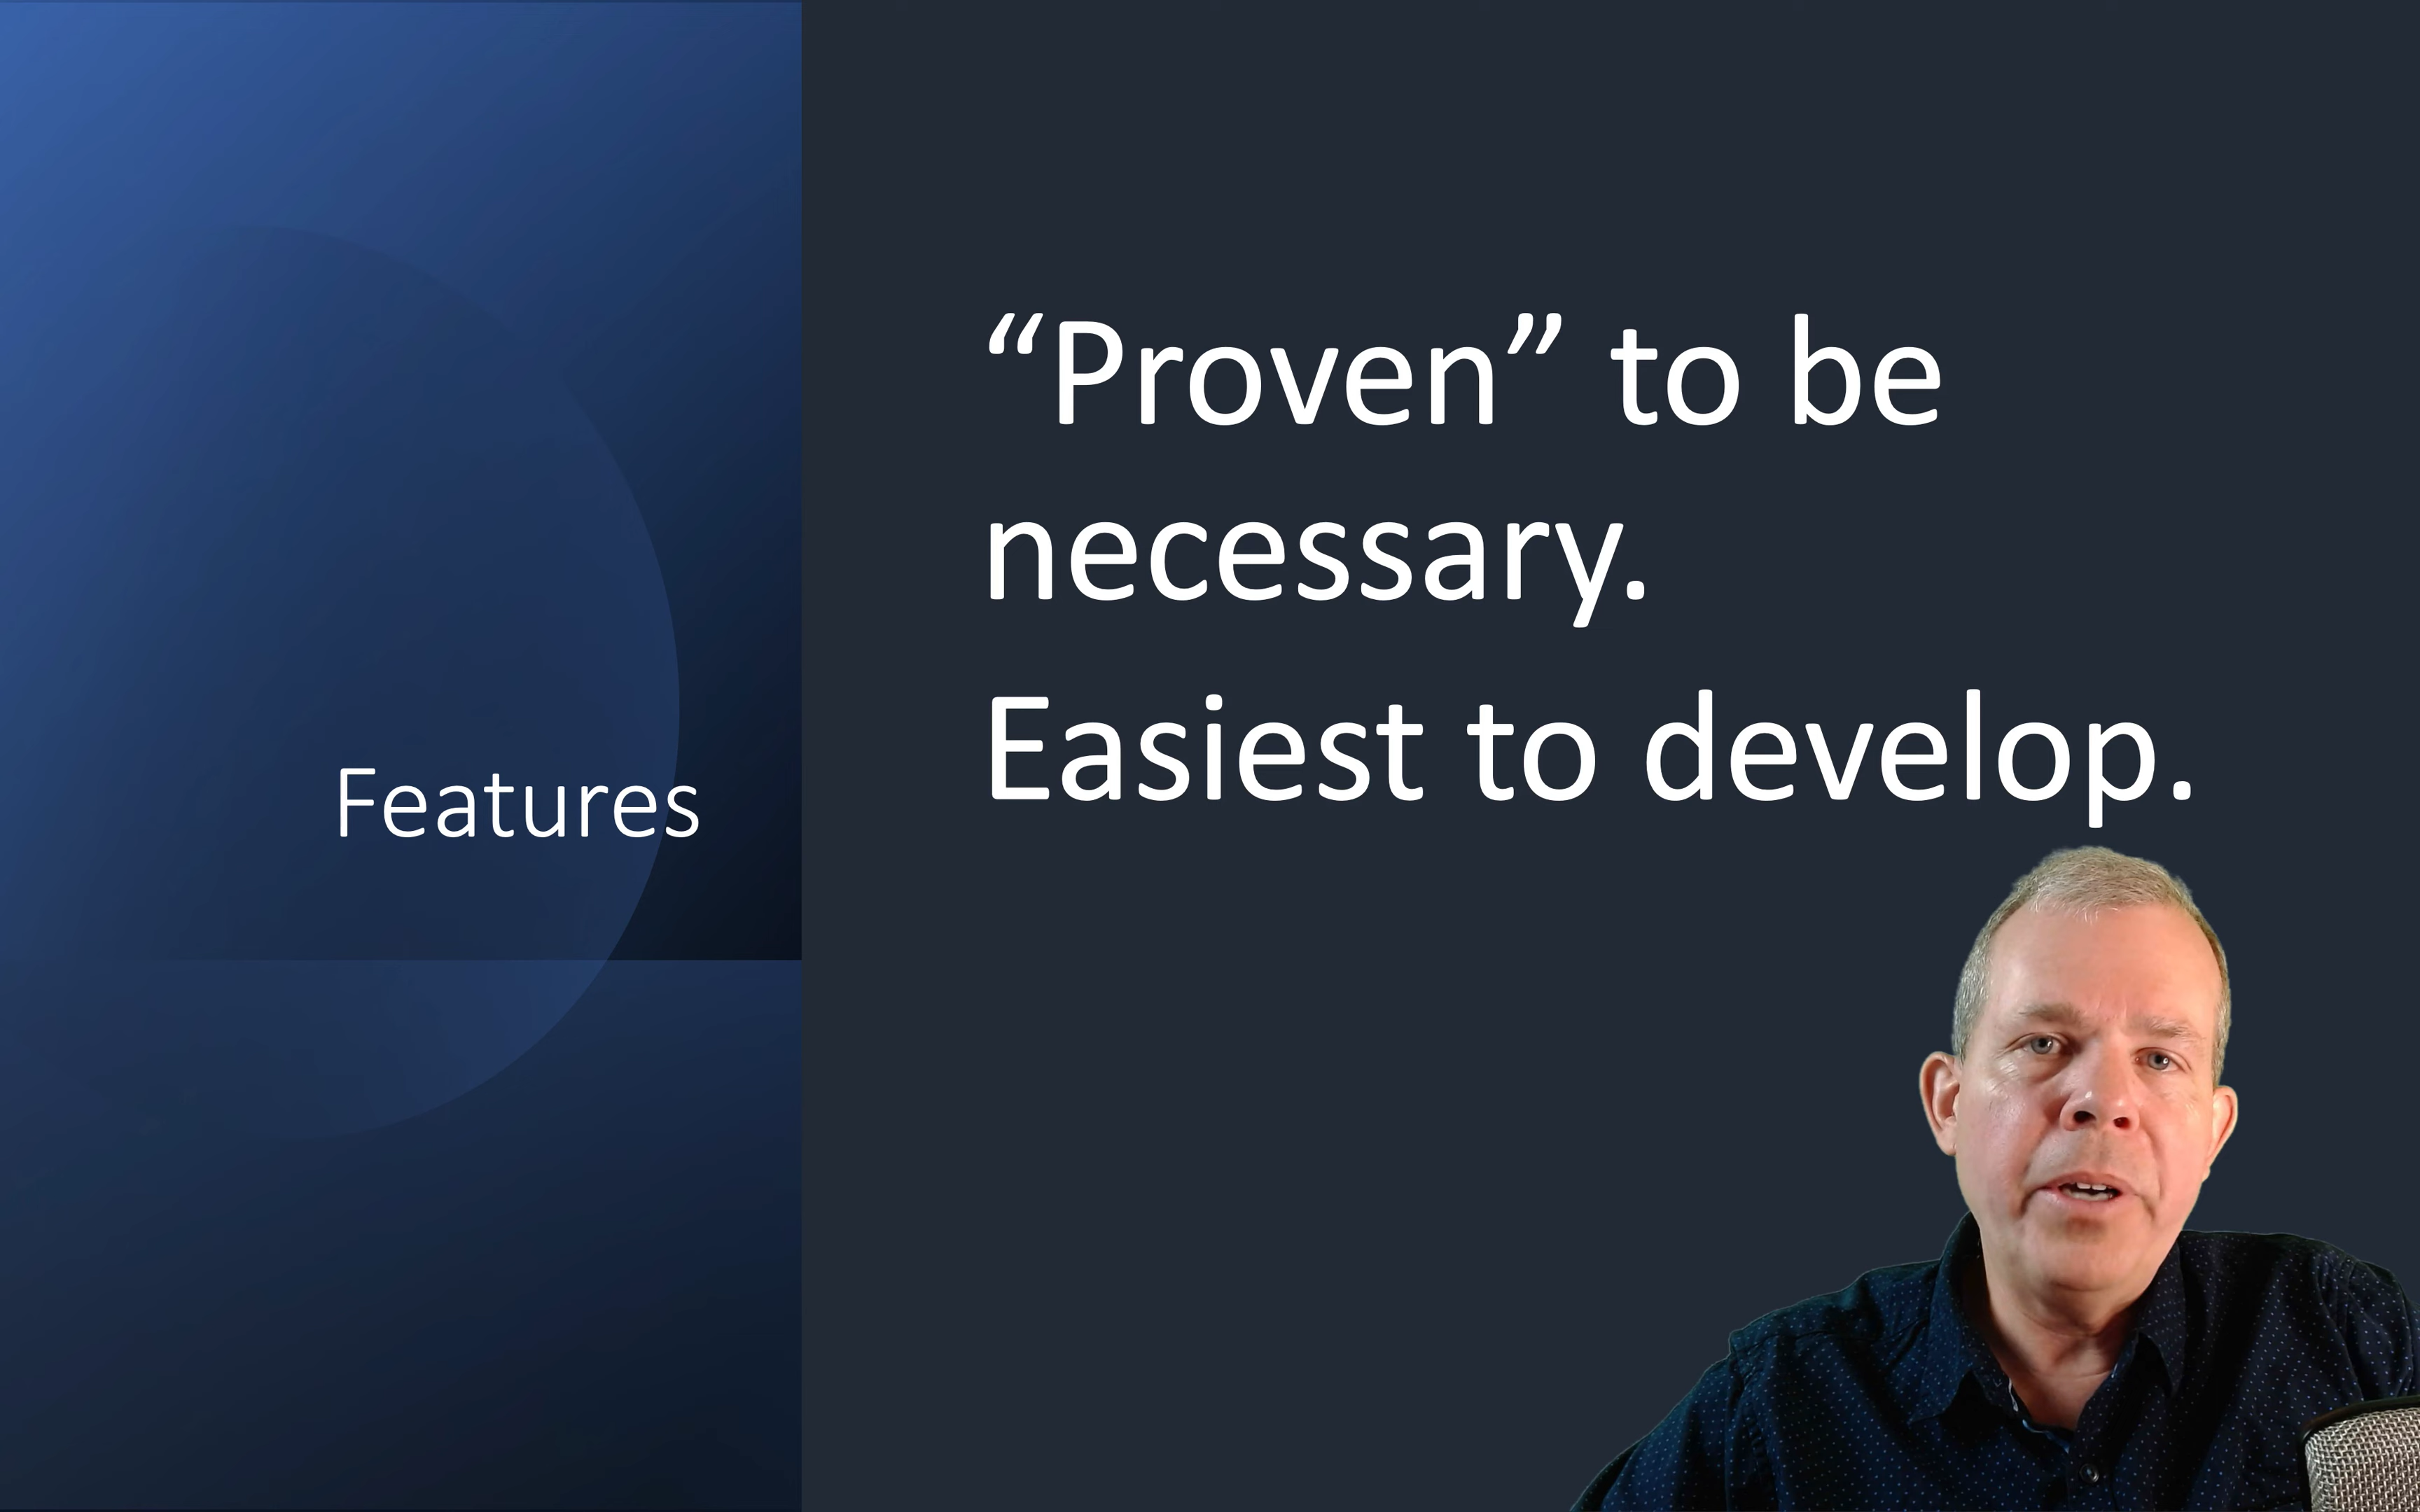 Features
“Proven” to be
necessary.
Easiest to develop.